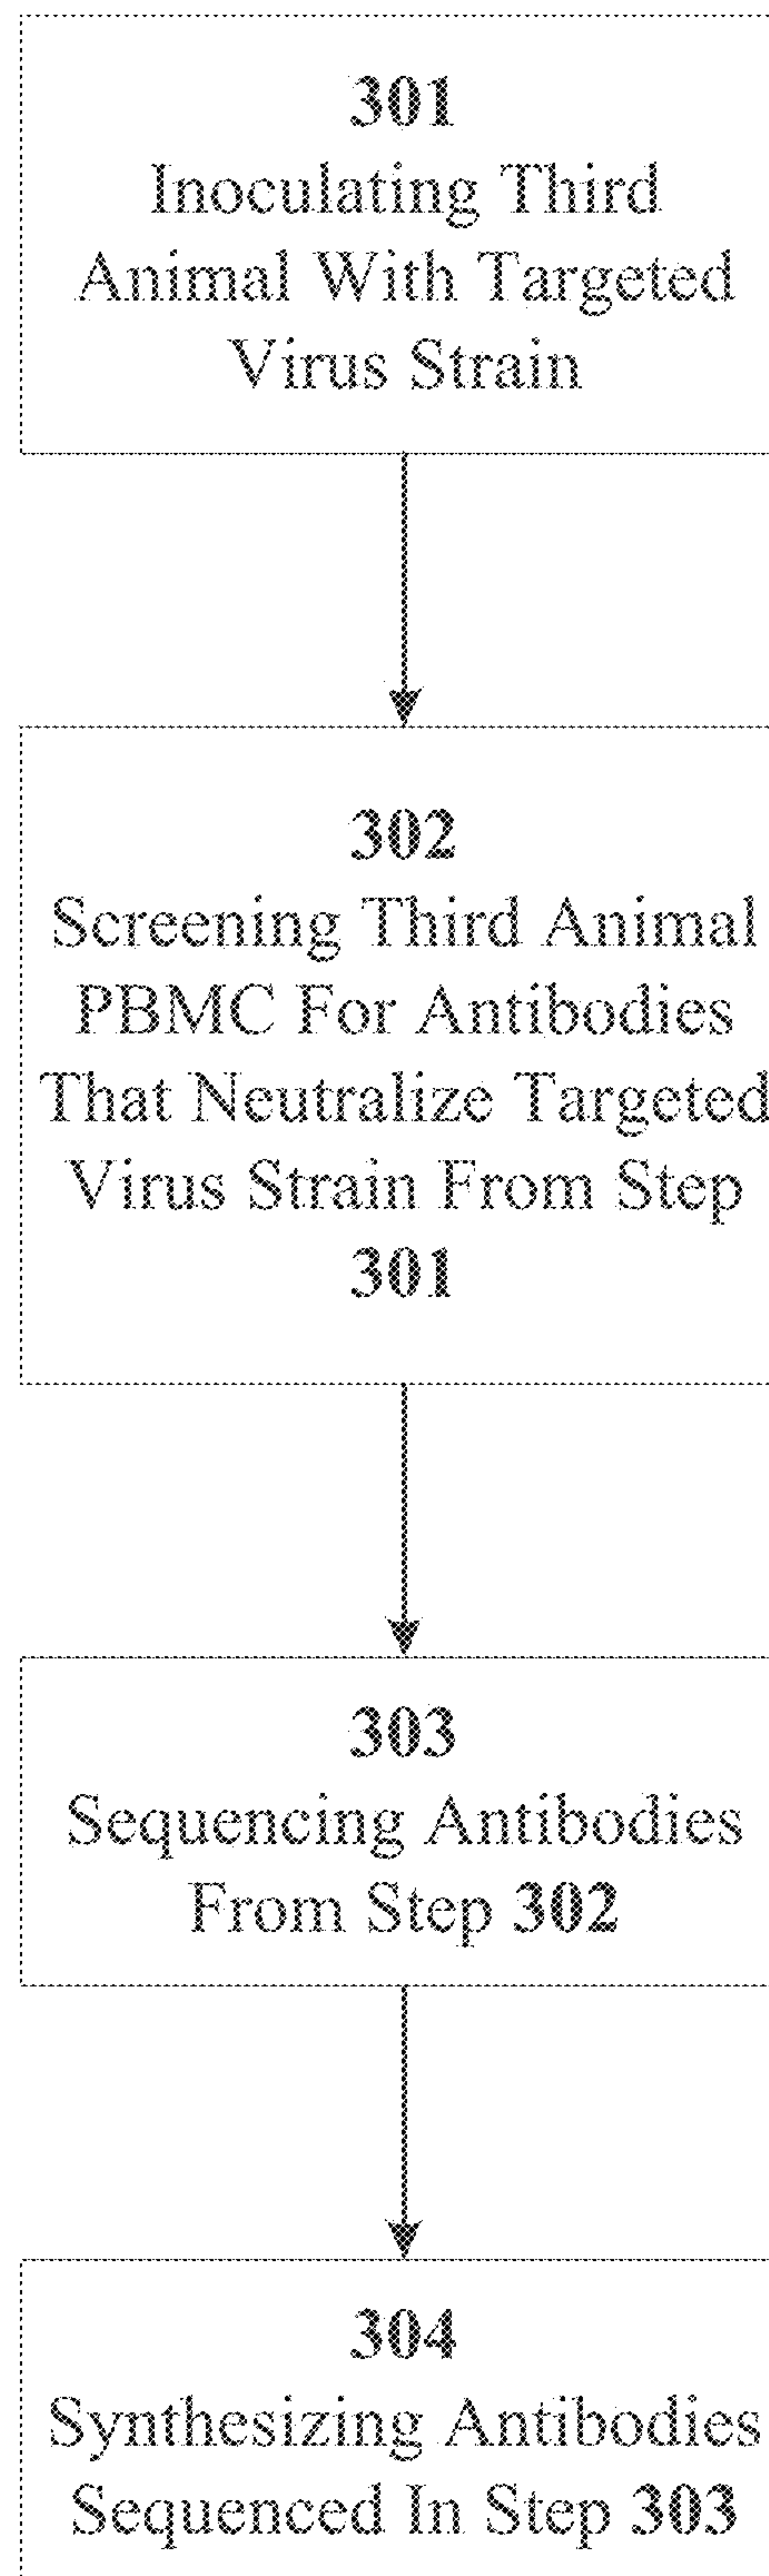 301
Inoculating Third
Animal With Targeted
Virus Strain
302
Screening Third Animal
PBMC For Antibodies
That Neutralize Targeted
Virus Strain From Step
301
303
Sequencing Antibodies
From Step 302
304
Synthesizing Antibodies
Sequenced In Step 303